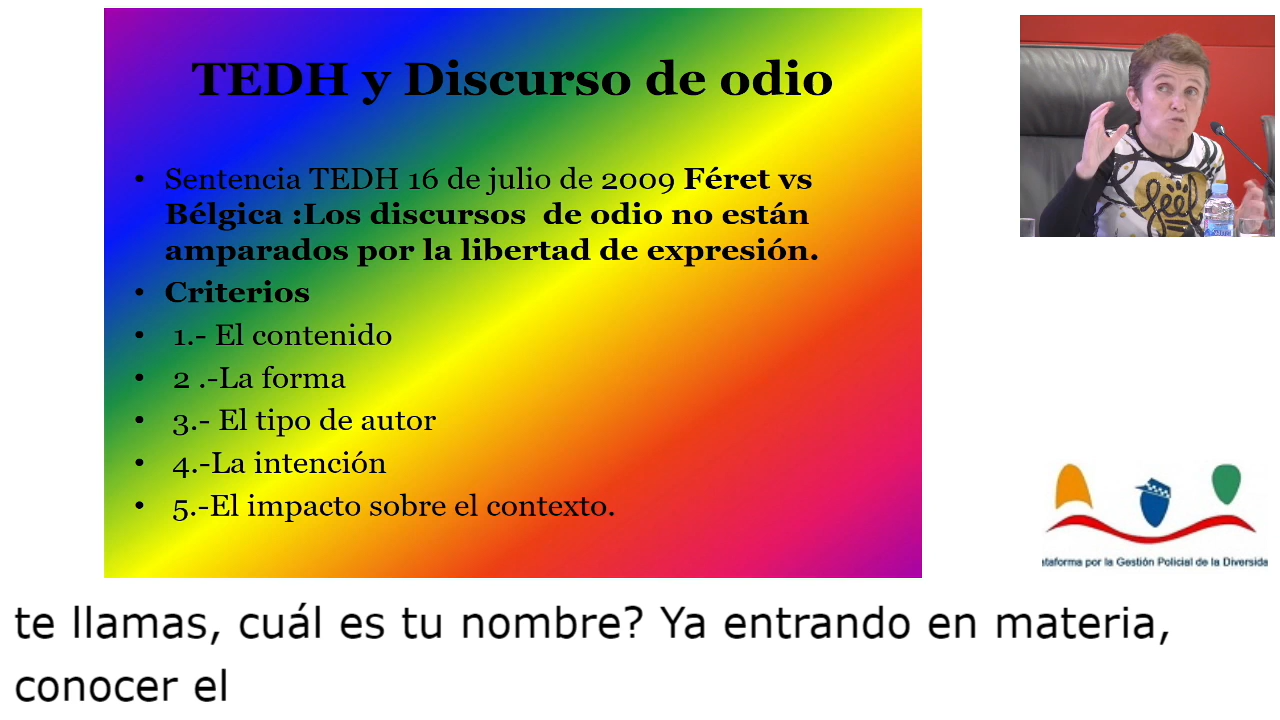 TEDH y Discurso de odio
• Sentencia TEDH 16 de julio de 2009 Féret vs
Bélgica :Los discursos de odio no están
amparados por la libertad de expresión.
• Criterios
• 1.- El contenido
• 2 .-La forma
• 3.- El tipo de autor
• 4.-La intención
• 5.-El impacto sobre el contexto.
feel
ataforma por la Gestión Policial de la Diversida
te llamas, cuál es tu nombre? Ya entrando en materia,
conocer el